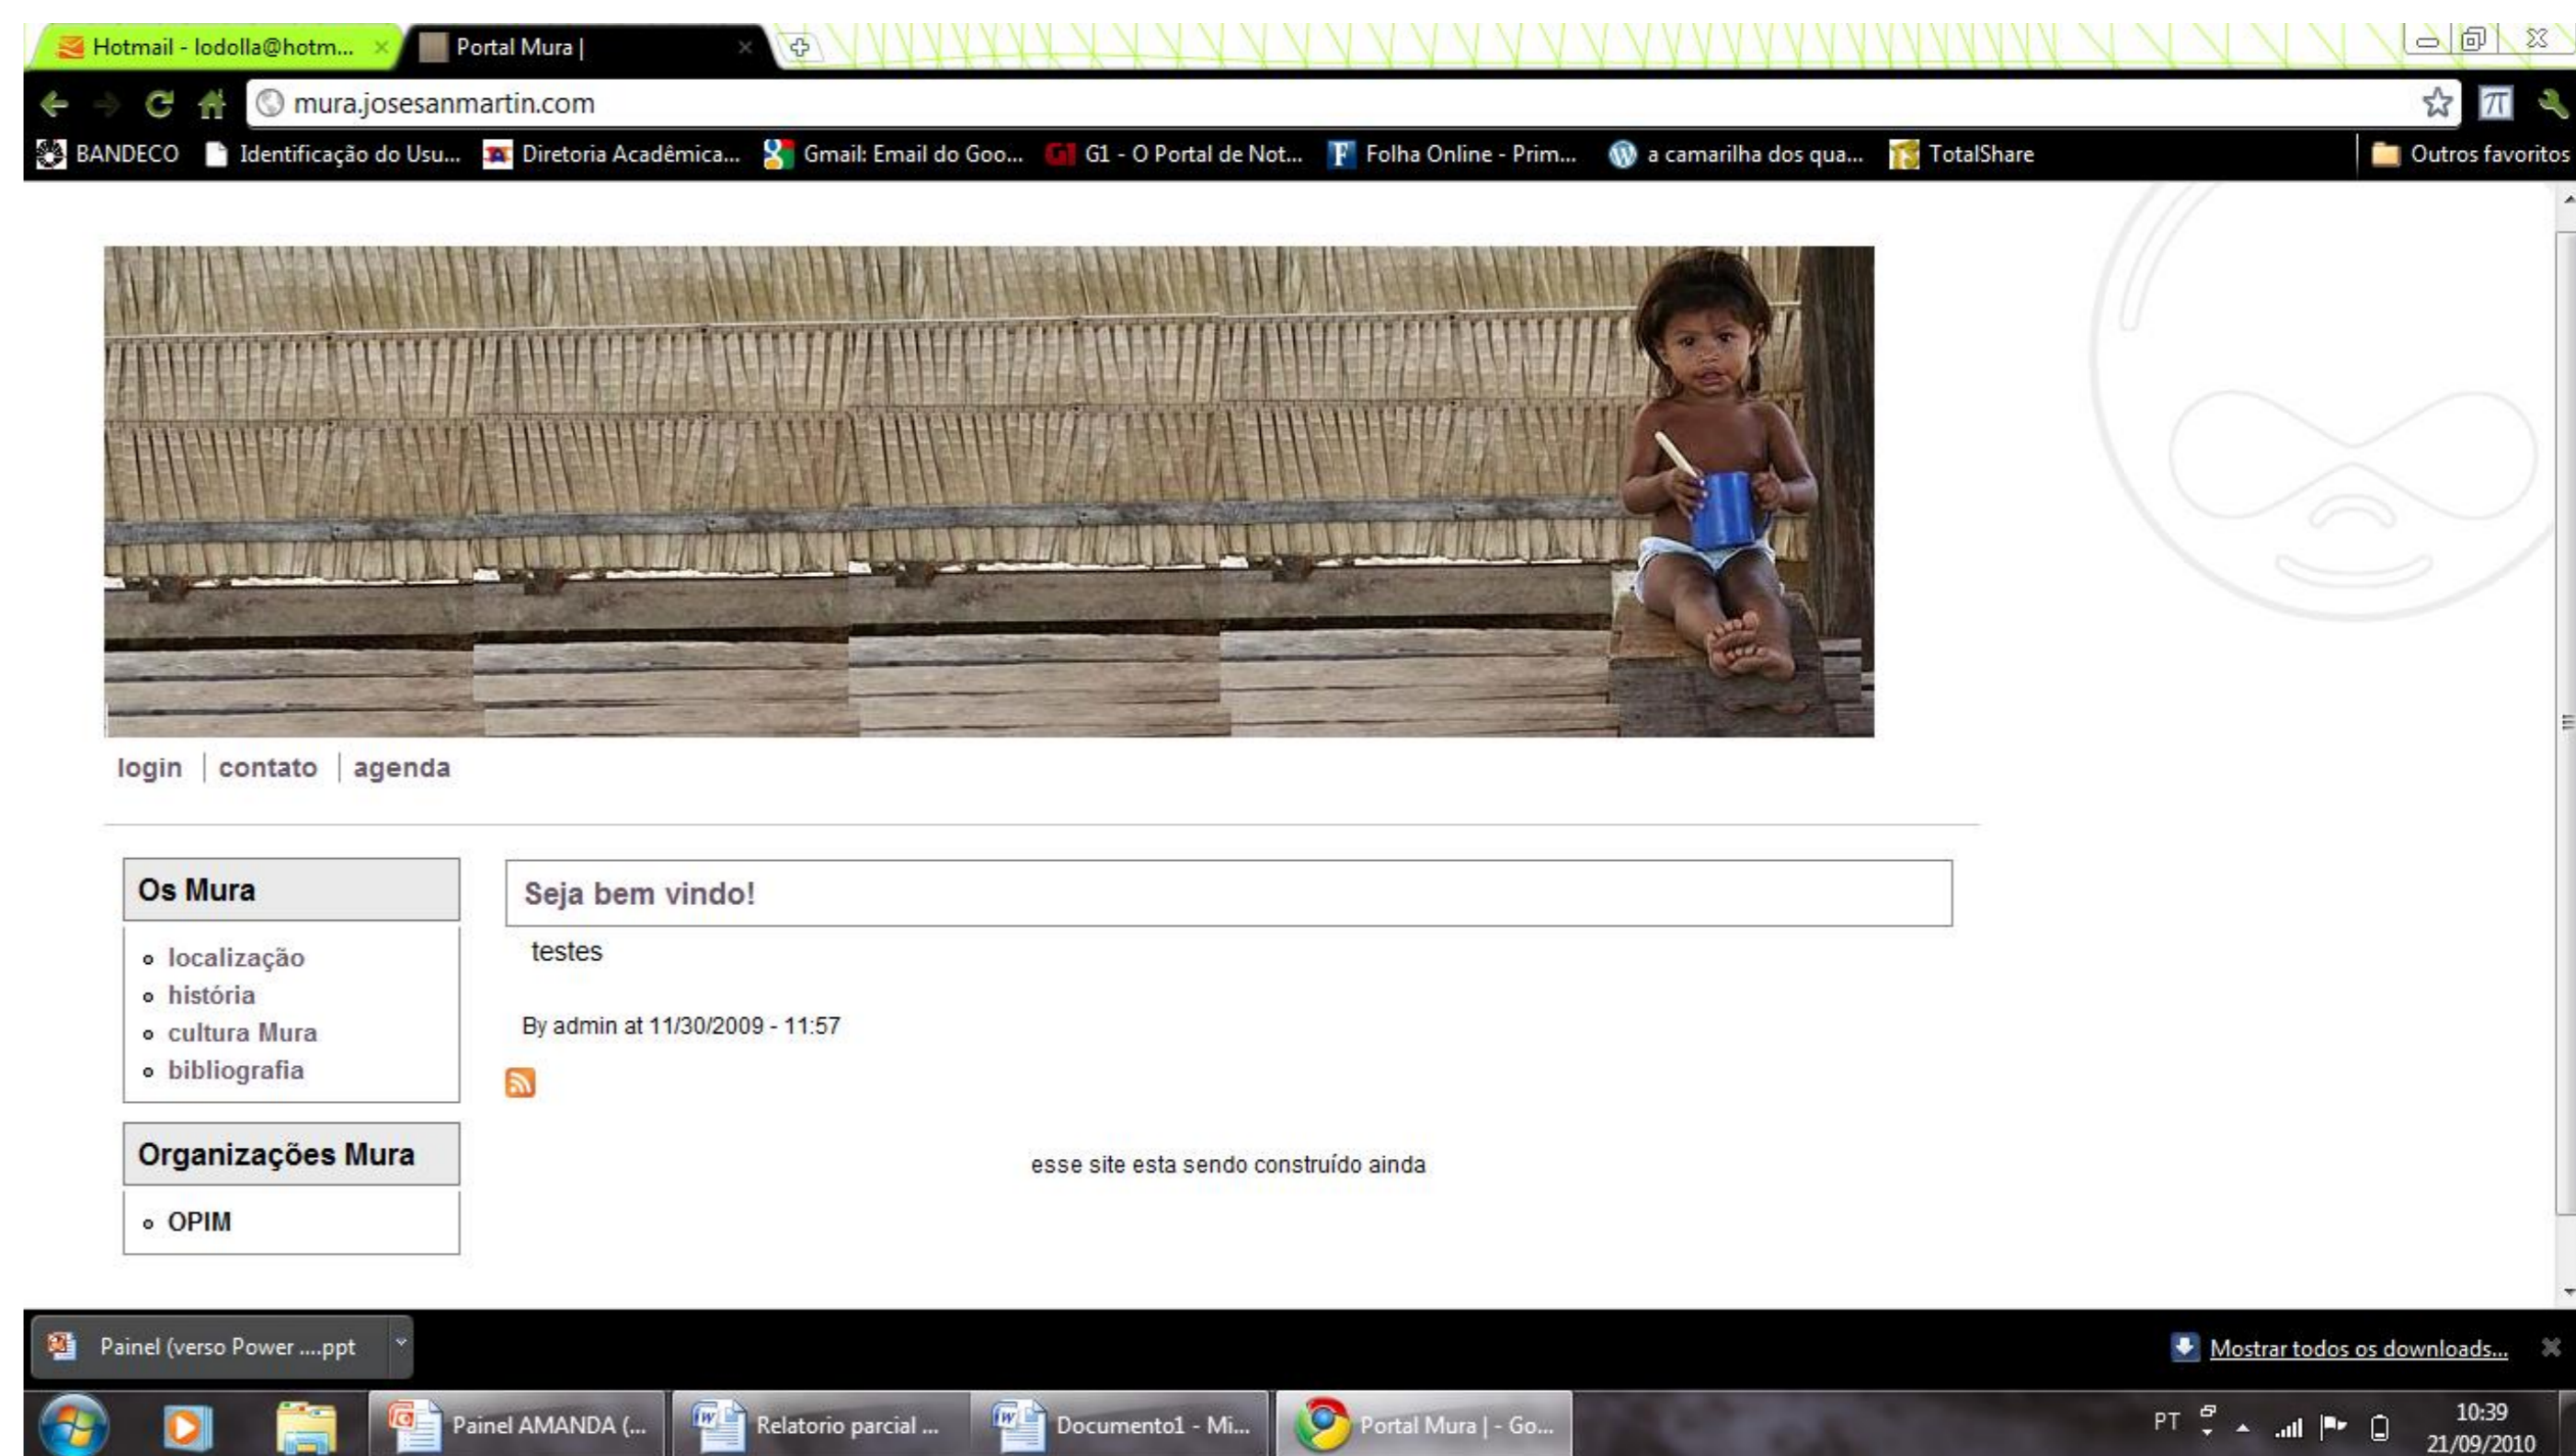 Hotmail - lodolla@hotm...
Portal Mura |
mura.josesanmartin.com
BANDECO Identificação do Usu... Diretoria Acadêmica... Gmail: Email do Goo... G1 - O Portal de Not... Folha Online - Prim... a camarilha dos qua... TotalShare Outros favoritos
login | contato | agenda
Os Mura
localização
história
cultura Mura
bibliografia
Organizações Mura
OPIM
Seja bem vindo!
testes
By admin at 11/30/2009 - 11:57
esse site esta sendo construído ainda
Painel (verso Power ....ppt
Mostrar todos os downloads...
Painel AMANDA (...
Relatorio parcial ...
Documento1 - Mi...
Portal Mura | - Go...
PT
10:39
21/09/2010